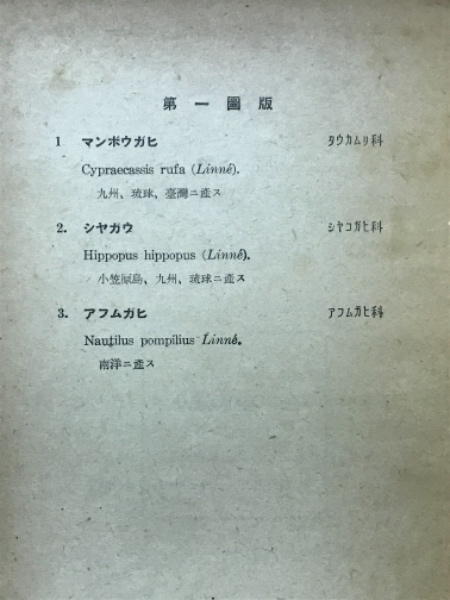 第一圖版
1 マンボウガヒ タウカムリ科
Cypraecassis rufa (Linné).
九州、琉球、臺灣ニ產ス
2. シヤガウ シヤコガヒ科
Hippopus hippopus (Linné).
小笠原島、九州、琉球ニ產ス
3. アフムガヒ アフムガヒ科
Nautilus pompilius Linné.
南洋ニ產ス